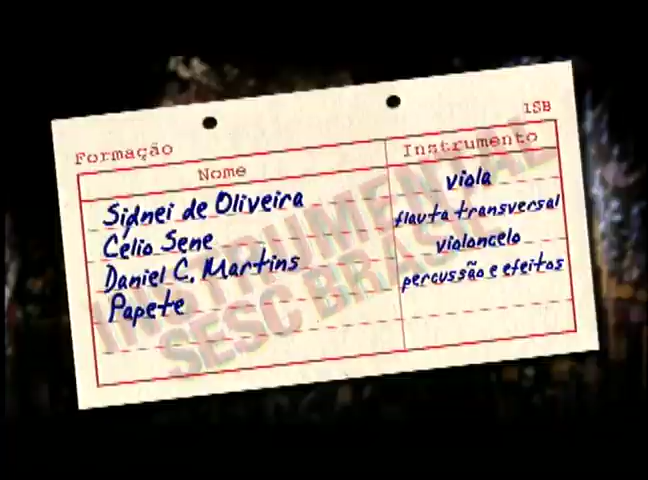 1SB
Formação
Nome Instrumento
Sidnei de Oliveira viola
Célio Sene flauta transversal
Daniel C. Martins violoncelo
Papete percussão e efeitos
INSTRUMENTAL
SESC BRASIL